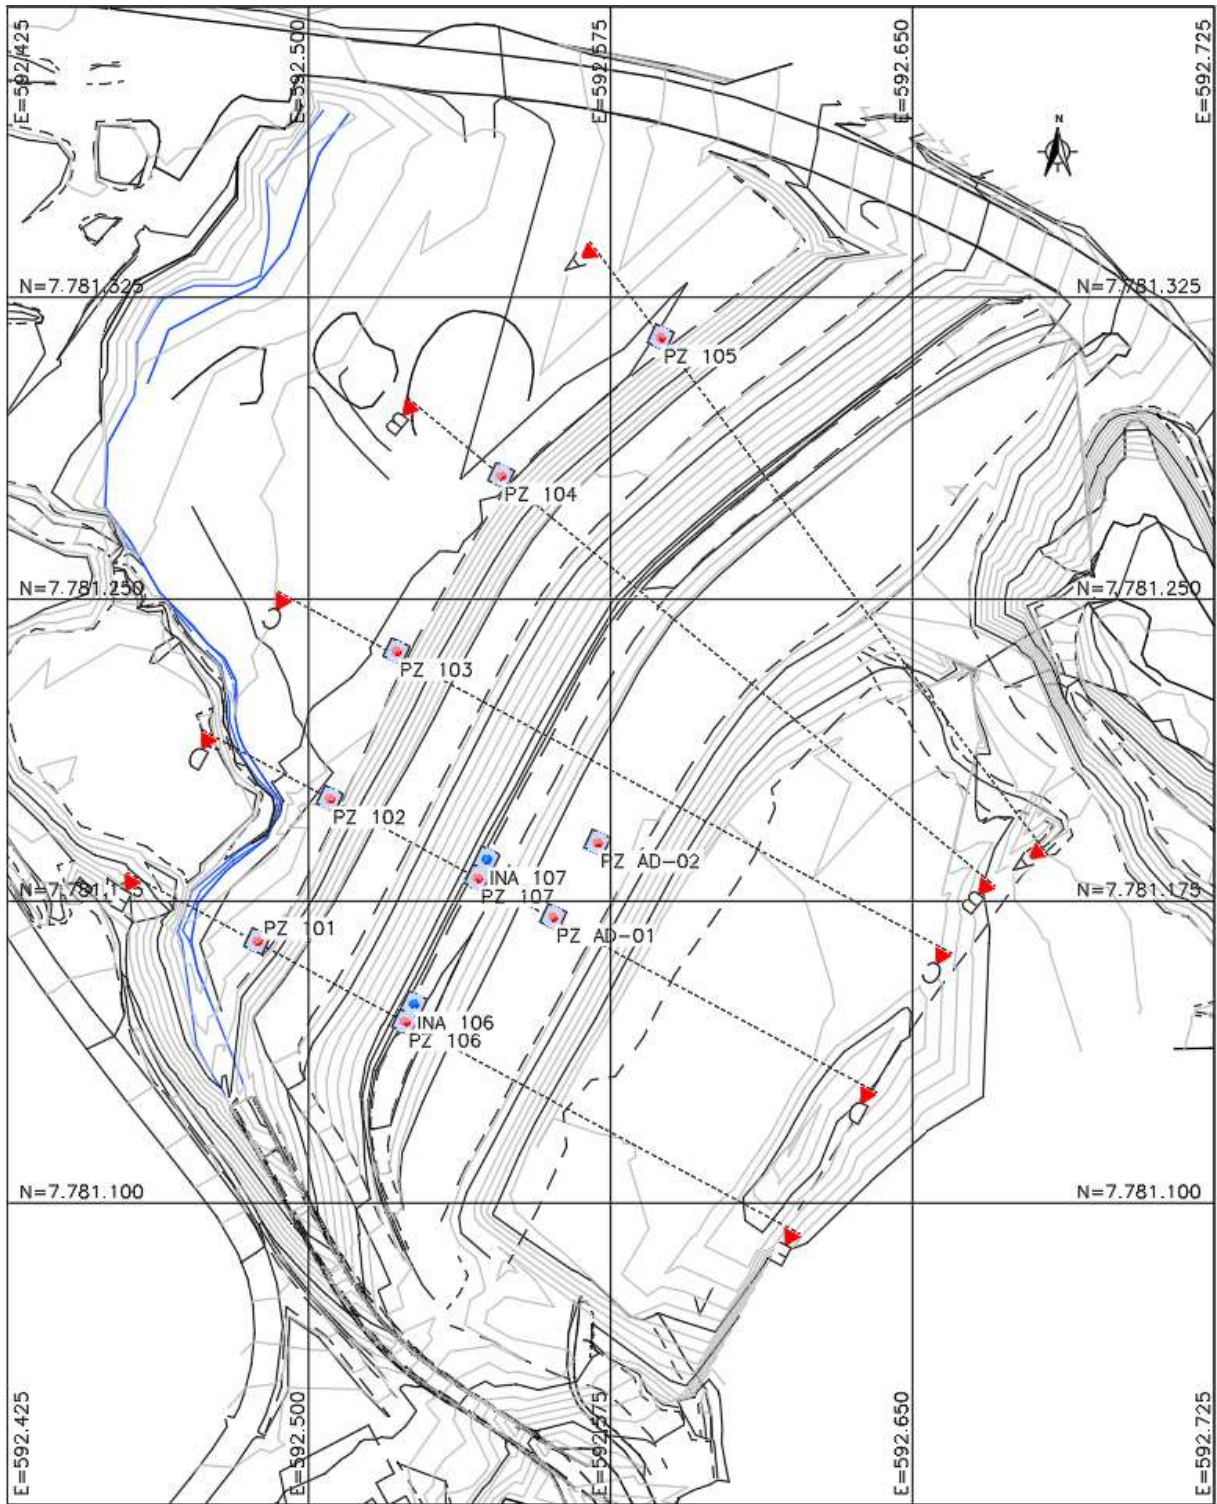 E=592.425
E=592.500
E=592.575
E=592.650
E=592.725
N
A
N=7.781.325
N=7.781.325
PZ 105
B
PZ 104
N=7.781.250
N=7.781.250
C
PZ 103
D
PZ 102
PZ AD-02
A
INA 107
N=7.781.175
E
PZ 107
B
N=7.781.175
PZ 101
PZ AD-01
C
INA 106
PZ 106
D
N=7.781.100
N=7.781.100
E
E=592.425
E=592.500
E=592.575
E=592.650
E=592.725